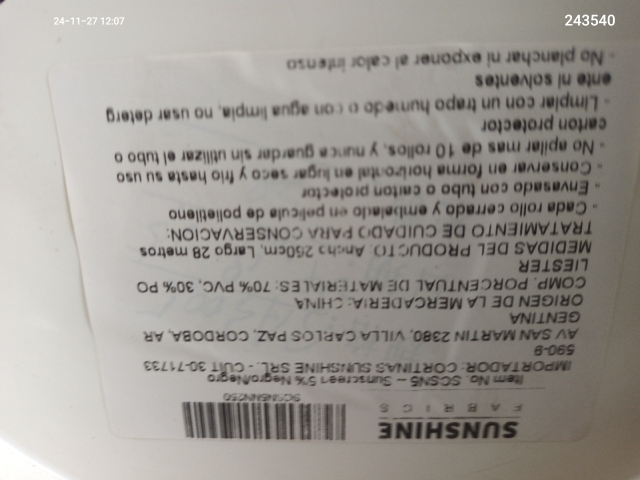 24-11-27 12:07
243540
SUNSHINE
FABRICS
Item No. SCSN5 – Sunscreen 5% Negro/Negro
IMPORTADOR: CORTINAS SUNSHINE SRL. - CUIT 30-71733
590-9
AV SAN MARTIN 2380, VILLA CARLOS PAZ, CORDOBA, AR
GENTINA
ORIGEN DE LA MERCADERIA: CHINA
COMP. PORCENTUAL DE MATERIALES: 70% PVC, 30% PO
LIESTER
MEDIDAS DEL PRODUCTO: Ancho 250cm, Largo 28 metros
TRATAMIENTO DE CUIDADO PARA CONSERVACION:
- Cada rollo cerrado y embalado en pelicula de polietileno
- Envasado con tubo o carton protector
- Conservar en forma horizontal en lugar seco y frio y hasta su uso
- No apilar mas de 10 rollos, y nunca guardar sin utilizar el tubo o
carton protector
- Limpiar con un trapo humedo o con agua limpia, no usar deterg
ente ni solventes
- No planchar ni exponer al calor intenso